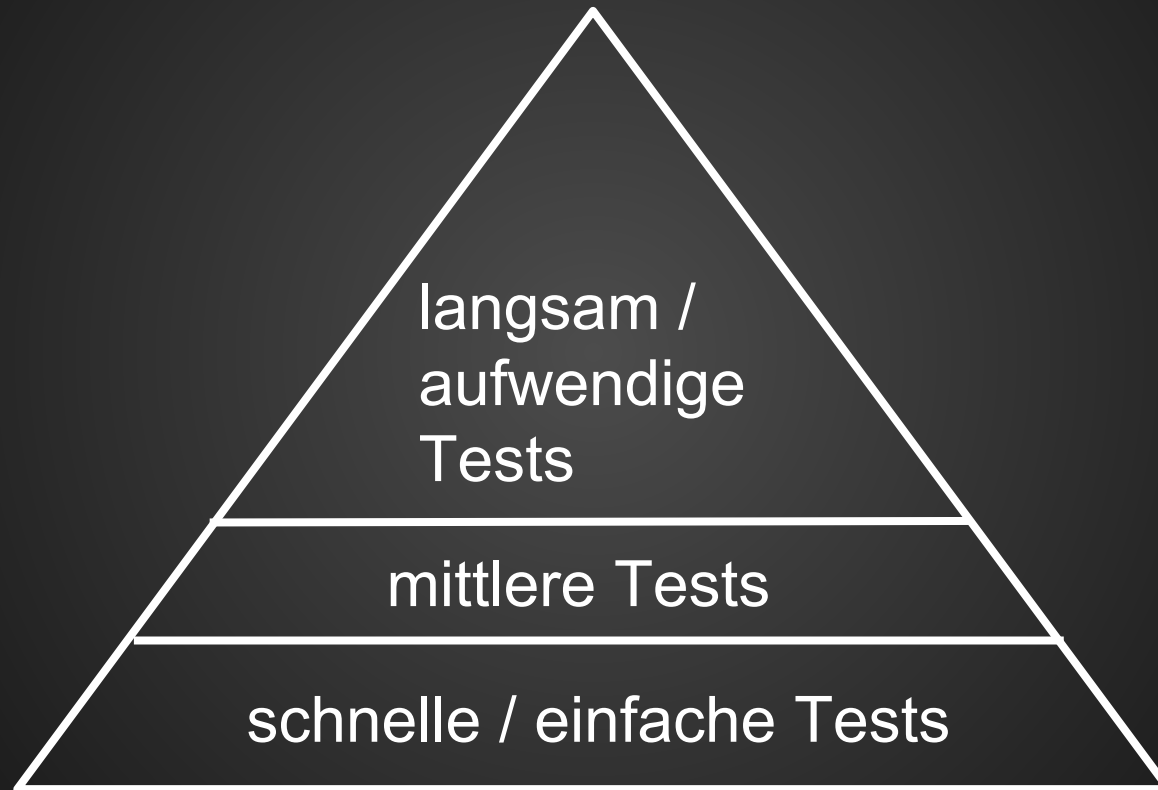 langsam /
aufwendige
Tests
mittlere Tests
schnelle / einfache Tests